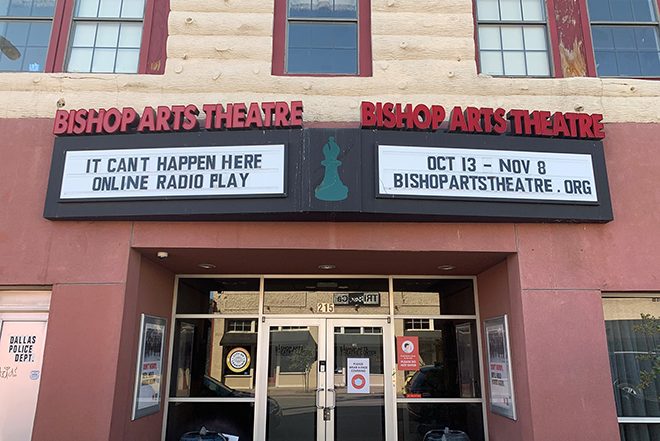 BISHOP ARTS THEATRE
BISHOP ARTS THEATRE
IT CAN'T HAPPEN HERE
ONLINE RADIO PLAY
OCT 13 - NOV 8
BISHOPARTSTHEATRE.ORG
215
DALLAS
POLICE
DEPT.